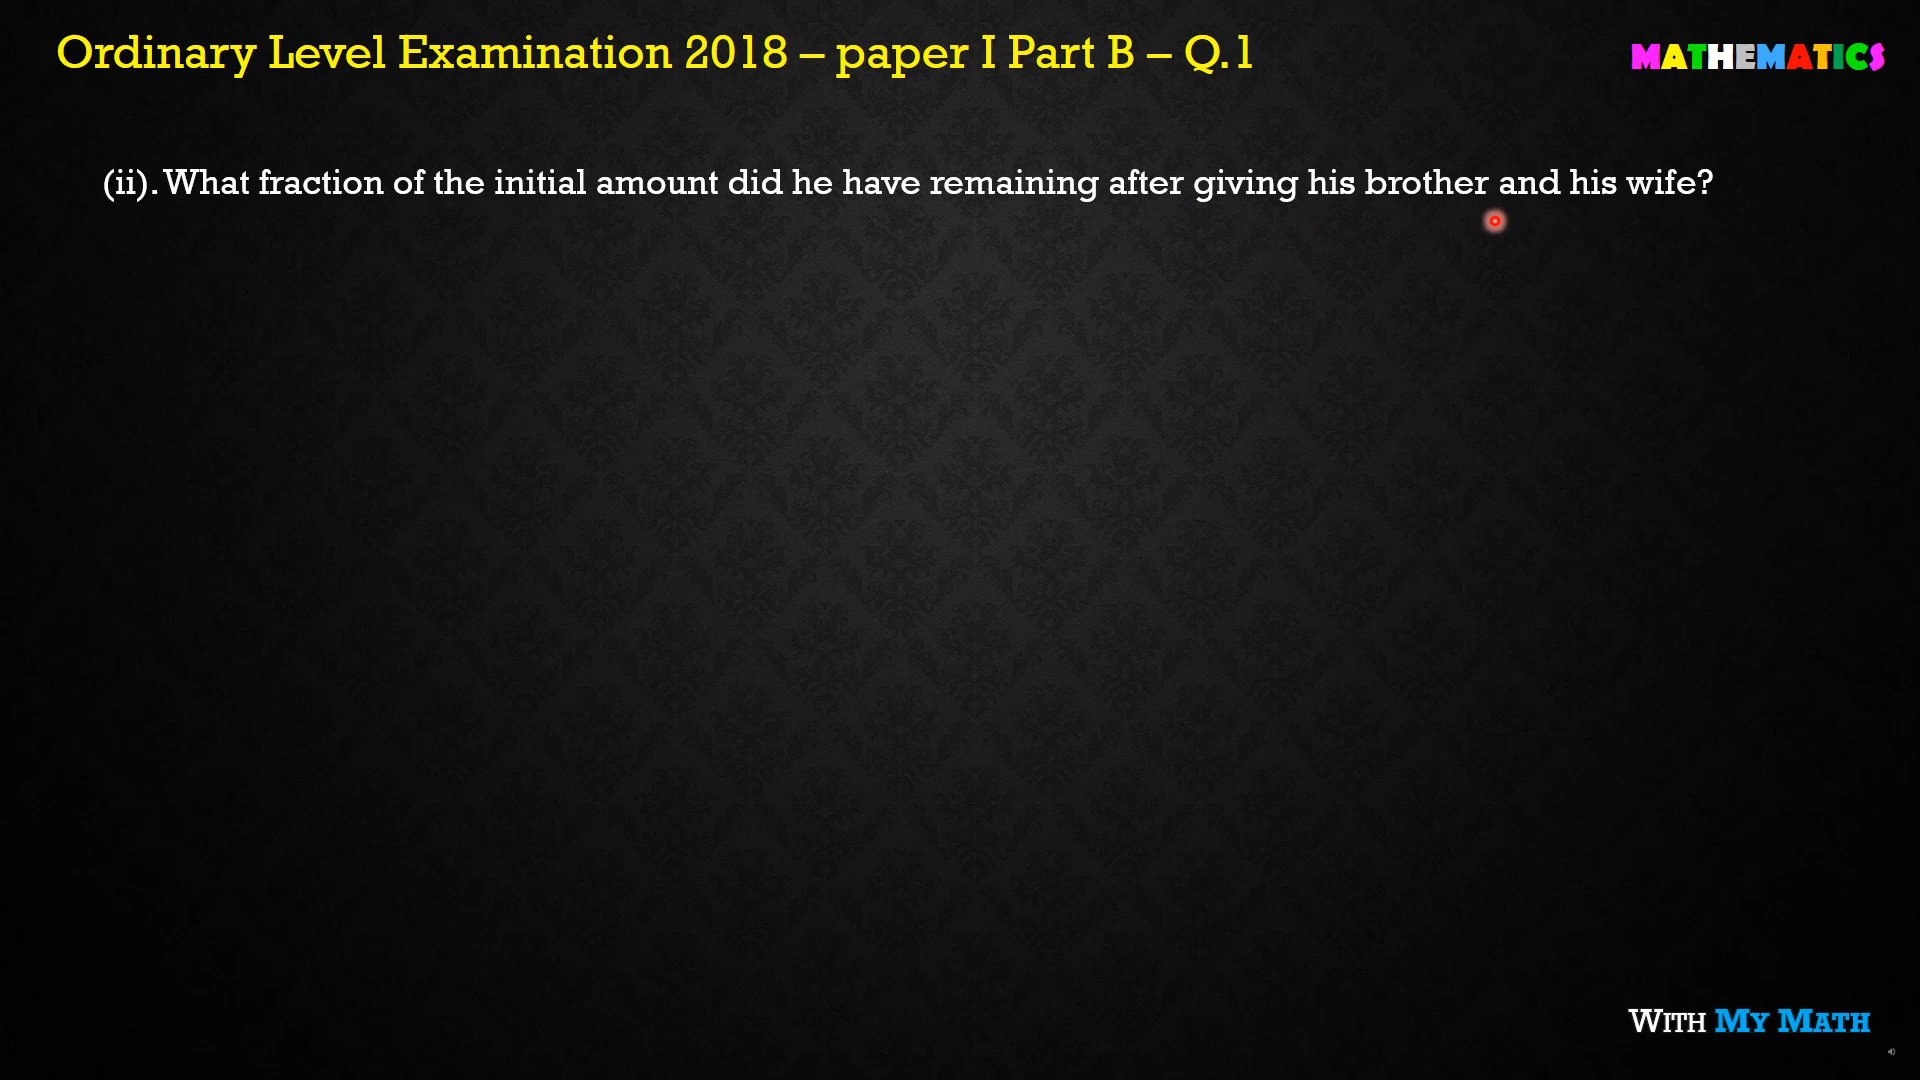 Ordinary Level Examination 2018 – paper I Part B – Q.1
MATHEMATICS
(ii). What fraction of the initial amount did he have remaining after giving his brother and his wife?
WITH MY MATH